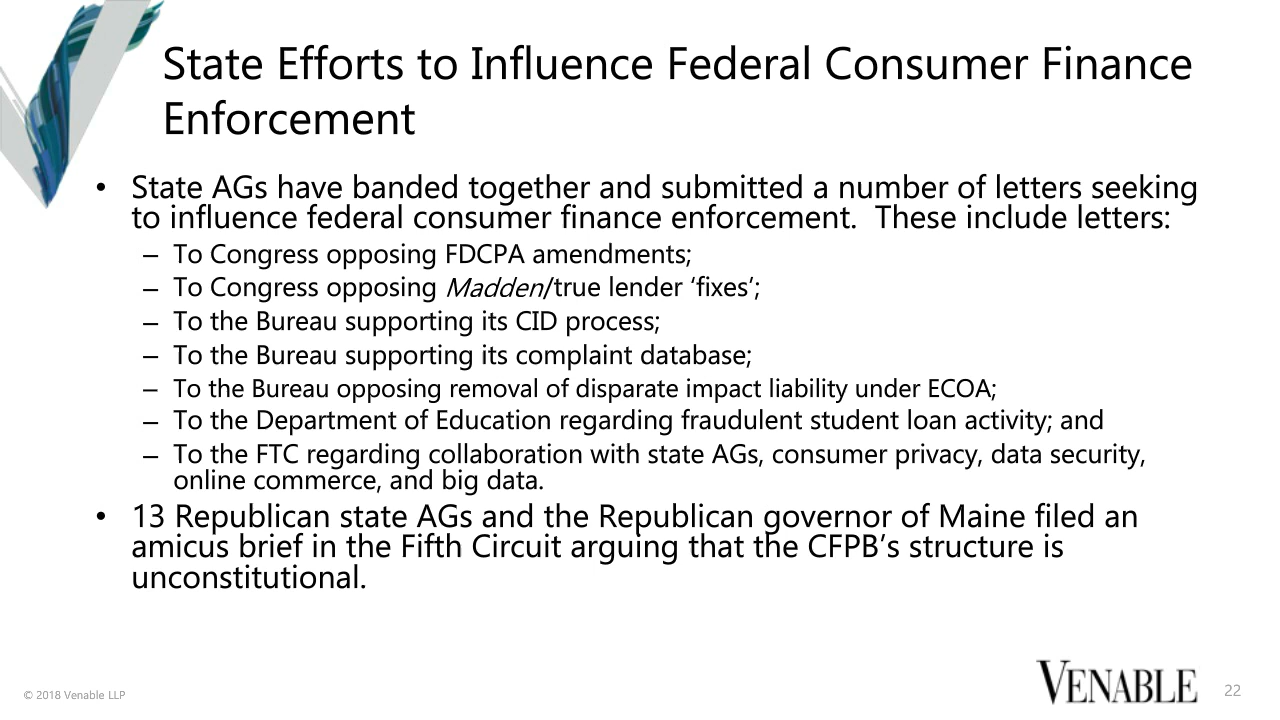 State Efforts to Influence Federal Consumer Finance
Enforcement
• State AGs have banded together and submitted a number of letters seeking
to influence federal consumer finance enforcement.  These include letters:
– To Congress opposing FDCPA amendments;
– To Congress opposing Madden/true lender ‘fixes’;
– To the Bureau supporting its CID process;
– To the Bureau supporting its complaint database;
– To the Bureau opposing removal of disparate impact liability under ECOA;
– To the Department of Education regarding fraudulent student loan activity; and
– To the FTC regarding collaboration with state AGs, consumer privacy, data security,
online commerce, and big data.
• 13 Republican state AGs and the Republican governor of Maine filed an
amicus brief in the Fifth Circuit arguing that the CFPB’s structure is
unconstitutional.
© 2018 Venable LLP
VENABLE
22